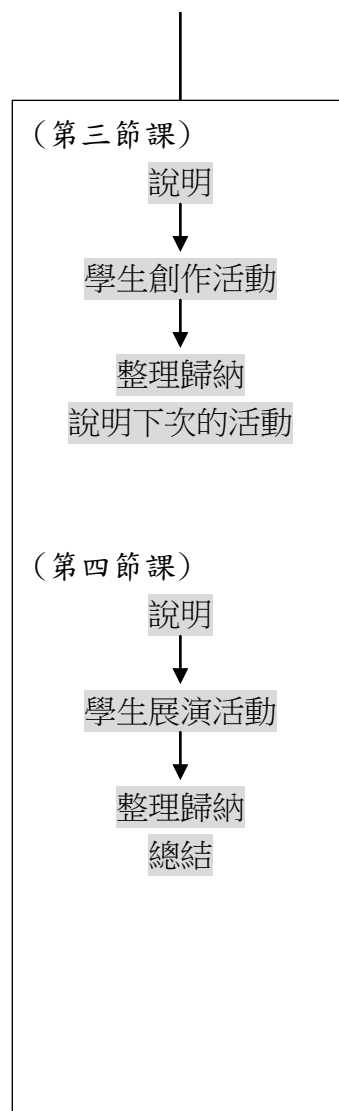 （第三節課）
說明
學生創作活動
整理歸納
說明下次的活動
（第四節課）
說明
學生展演活動
整理歸納
總結